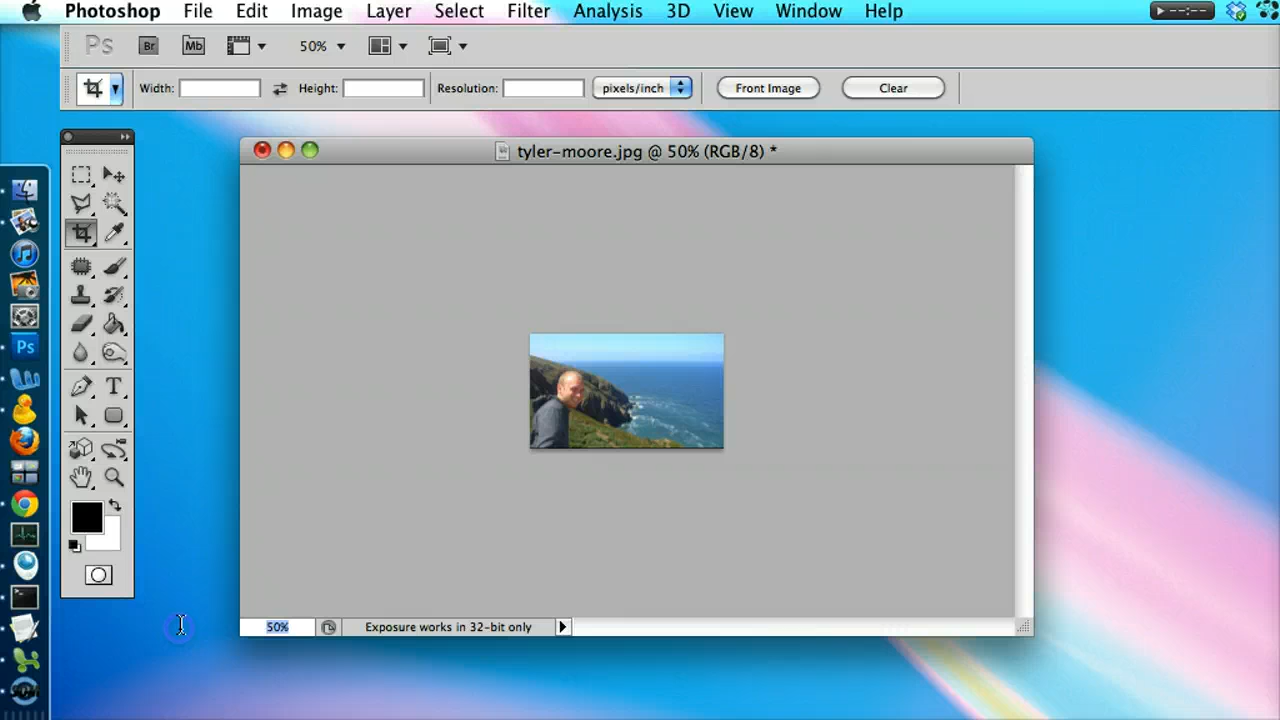 Photoshop File Edit Image Layer Select Filter Analysis 3D View Window Help --:--
Ps Br Mb 50%
Width: Height: Resolution: pixels/inch Front Image Clear
tyler-moore.jpg @ 50% (RGB/8) *
Ps
T
50% Exposure works in 32-bit only